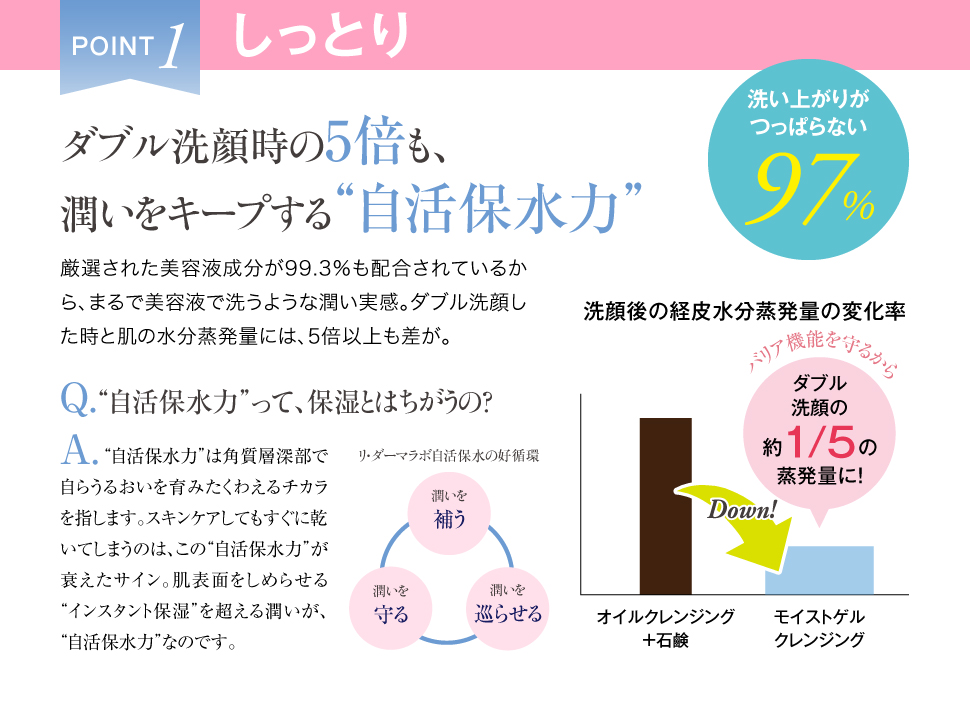 POINT 1
しっとり
洗い上がりが
つっぱらない
97%
ダブル洗顔時の5倍も、
潤いをキープする“自活保水力”
厳選された美容液成分が99.3%も配合されているか
ら、まるで美容液で洗うような潤い実感。ダブル洗顔し
た時と肌の水分蒸発量には、5倍以上も差が。
Q.“自活保水力”って、保湿とはちがうの?
A.“自活保水力”は角質層深部で
自らうるおいを育みたくわえるチカラ
を指します。スキンケアしてもすぐに乾
いてしまうのは、この“自活保水力”が
衰えたサイン。肌表面をしめらせる
“インスタント保湿”を超える潤いが、
“自活保水力”なのです。
リ・ダーマラボ自活保水の好循環
潤いを
補う
潤いを
守る
潤いを
巡らせる
洗顔後の経皮水分蒸発量の変化率
バリア機能を守るから
ダブル
洗顔の
約1/5の
蒸発量に!
Down!
オイルクレンジング
+石鹸
モイストゲル
クレンジング